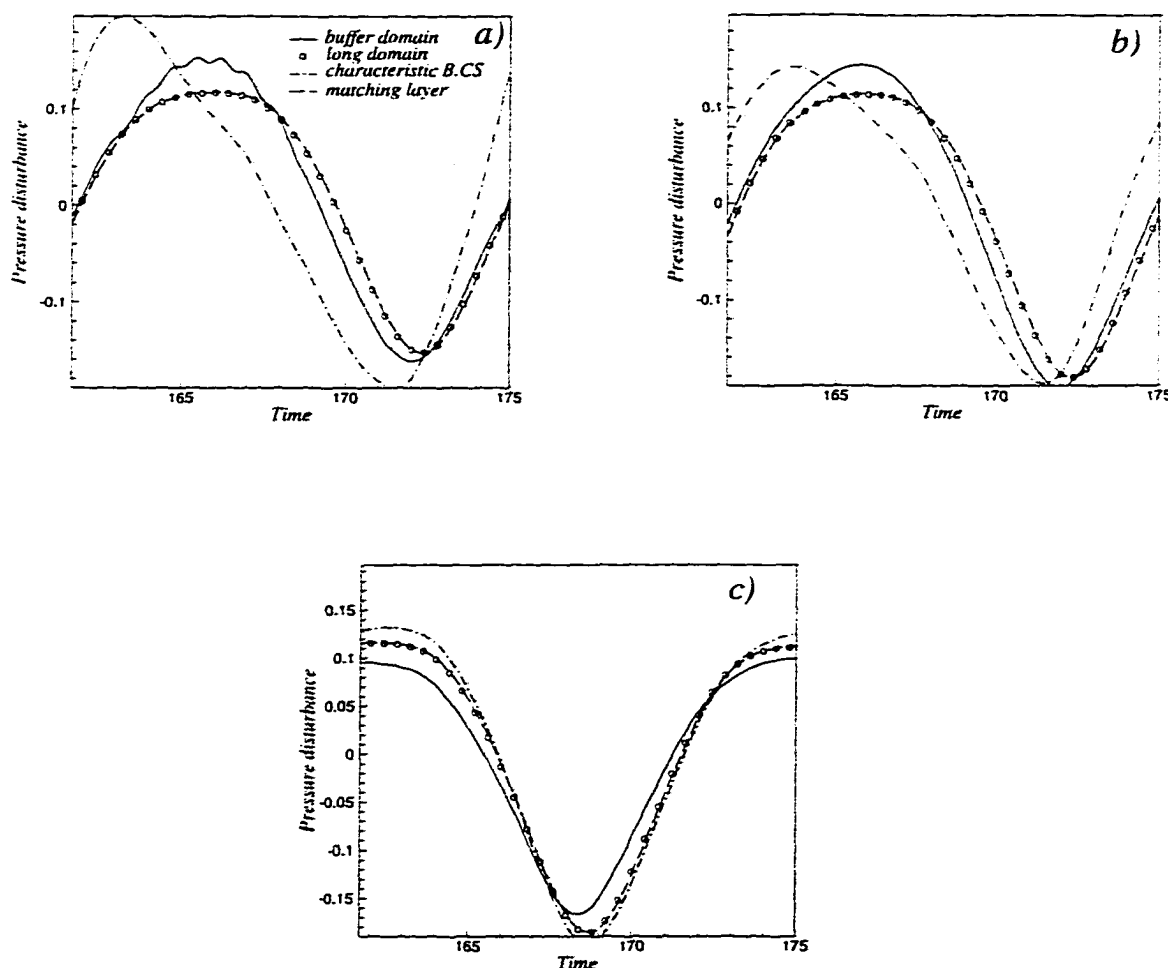 a)
buffer domain
long domain
characteristic B.CS
matching layer
0.1
0
-0.1
Pressure disturbance
165
170
175
Time
b)
0.1
0
-0.1
Pressure disturbance
165
170
175
Time
c)
0.15
0.1
0.05
0
-0.05
-0.1
-0.15
Pressure disturbance
165
170
175
Time